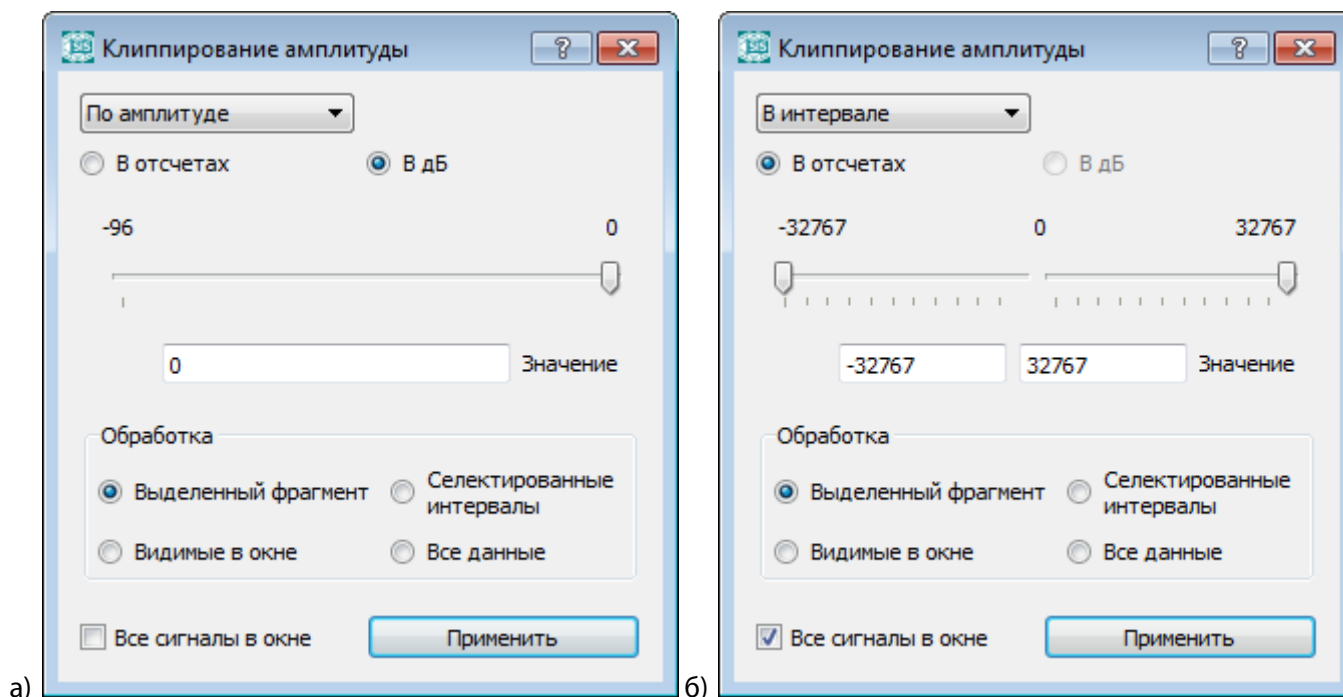 Клиппирование амплитуды
По амплитуде
В отсчетах В дБ
-96 0
0 Значение
Обработка
Выделенный фрагмент Селектированные интервалы
Видимые в окне Все данные
Все сигналы в окне Применить
а)
Клиппирование амплитуды
В интервале
В отсчетах В дБ
-32767 0 32767
-32767 32767 Значение
Обработка
Выделенный фрагмент Селектированные интервалы
Видимые в окне Все данные
Все сигналы в окне Применить
б)